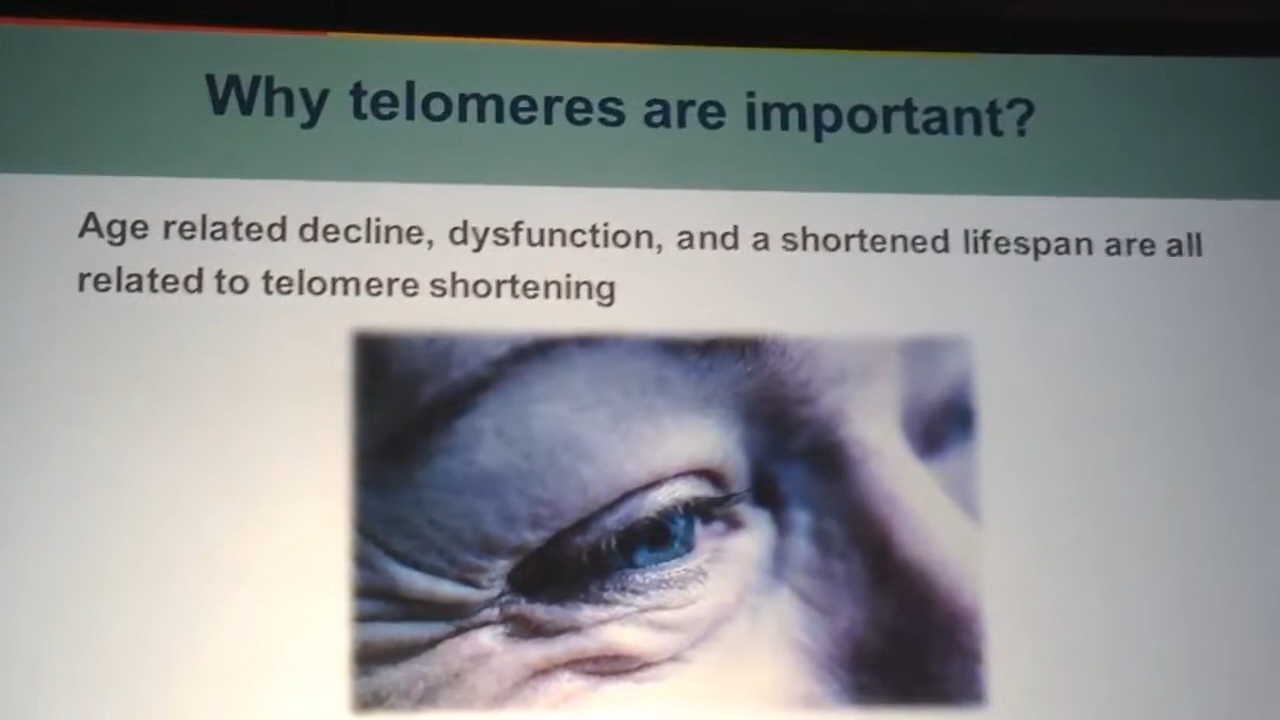 Why telomeres are important?
Age related decline, dysfunction, and a shortened lifespan are all
related to telomere shortening